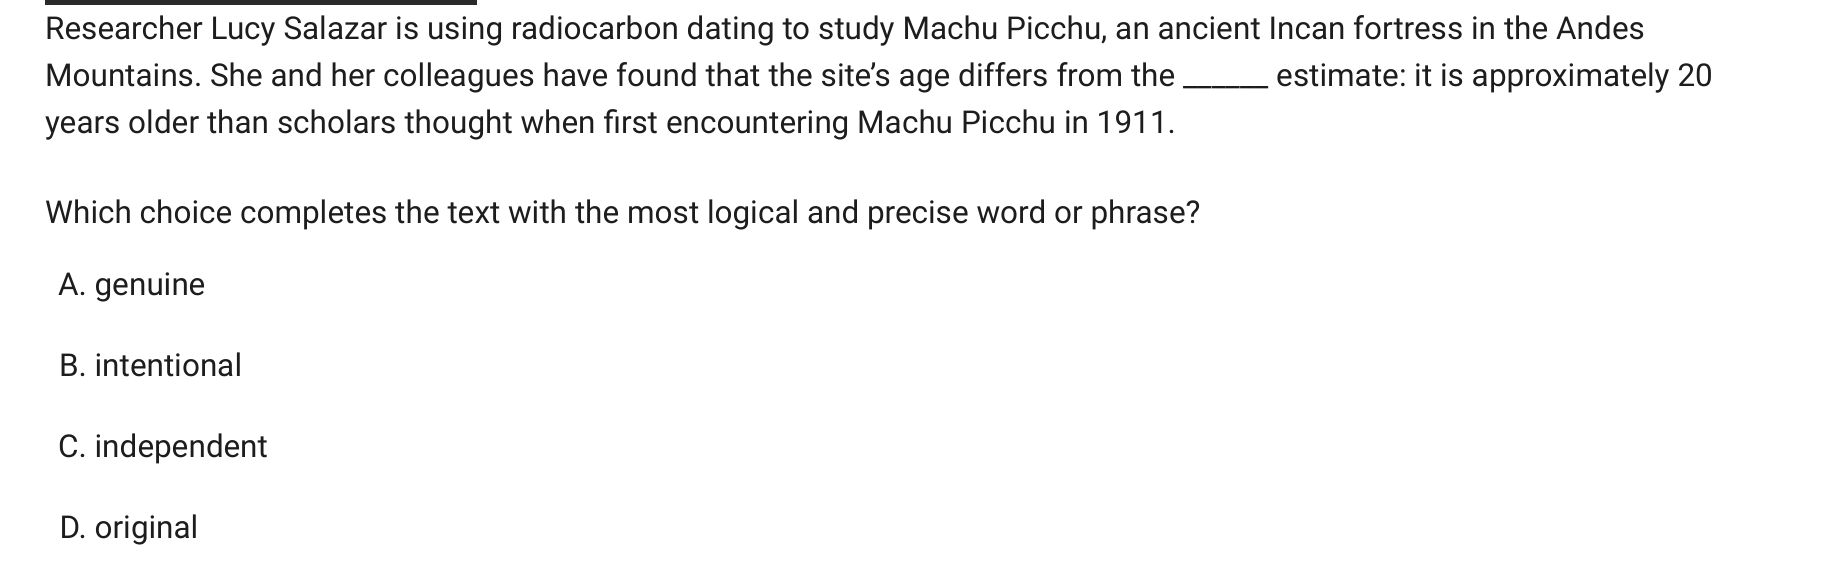 Researcher Lucy Salazar is using radiocarbon dating to study Machu Picchu, an ancient Incan fortress in the Andes
Mountains. She and her colleagues have found that the site’s age differs from the ______ estimate: it is approximately 20
years older than scholars thought when first encountering Machu Picchu in 1911.
Which choice completes the text with the most logical and precise word or phrase?
A. genuine
B. intentional
C. independent
D. original